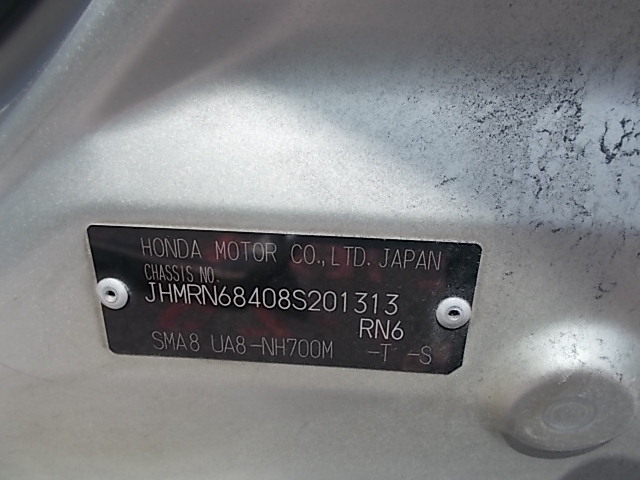 HONDA MOTOR CO.,LTD. JAPAN
CHASSIS NO.
JHMRN68408S201313
RN6
SMA8 UA8-NH700M -T -S